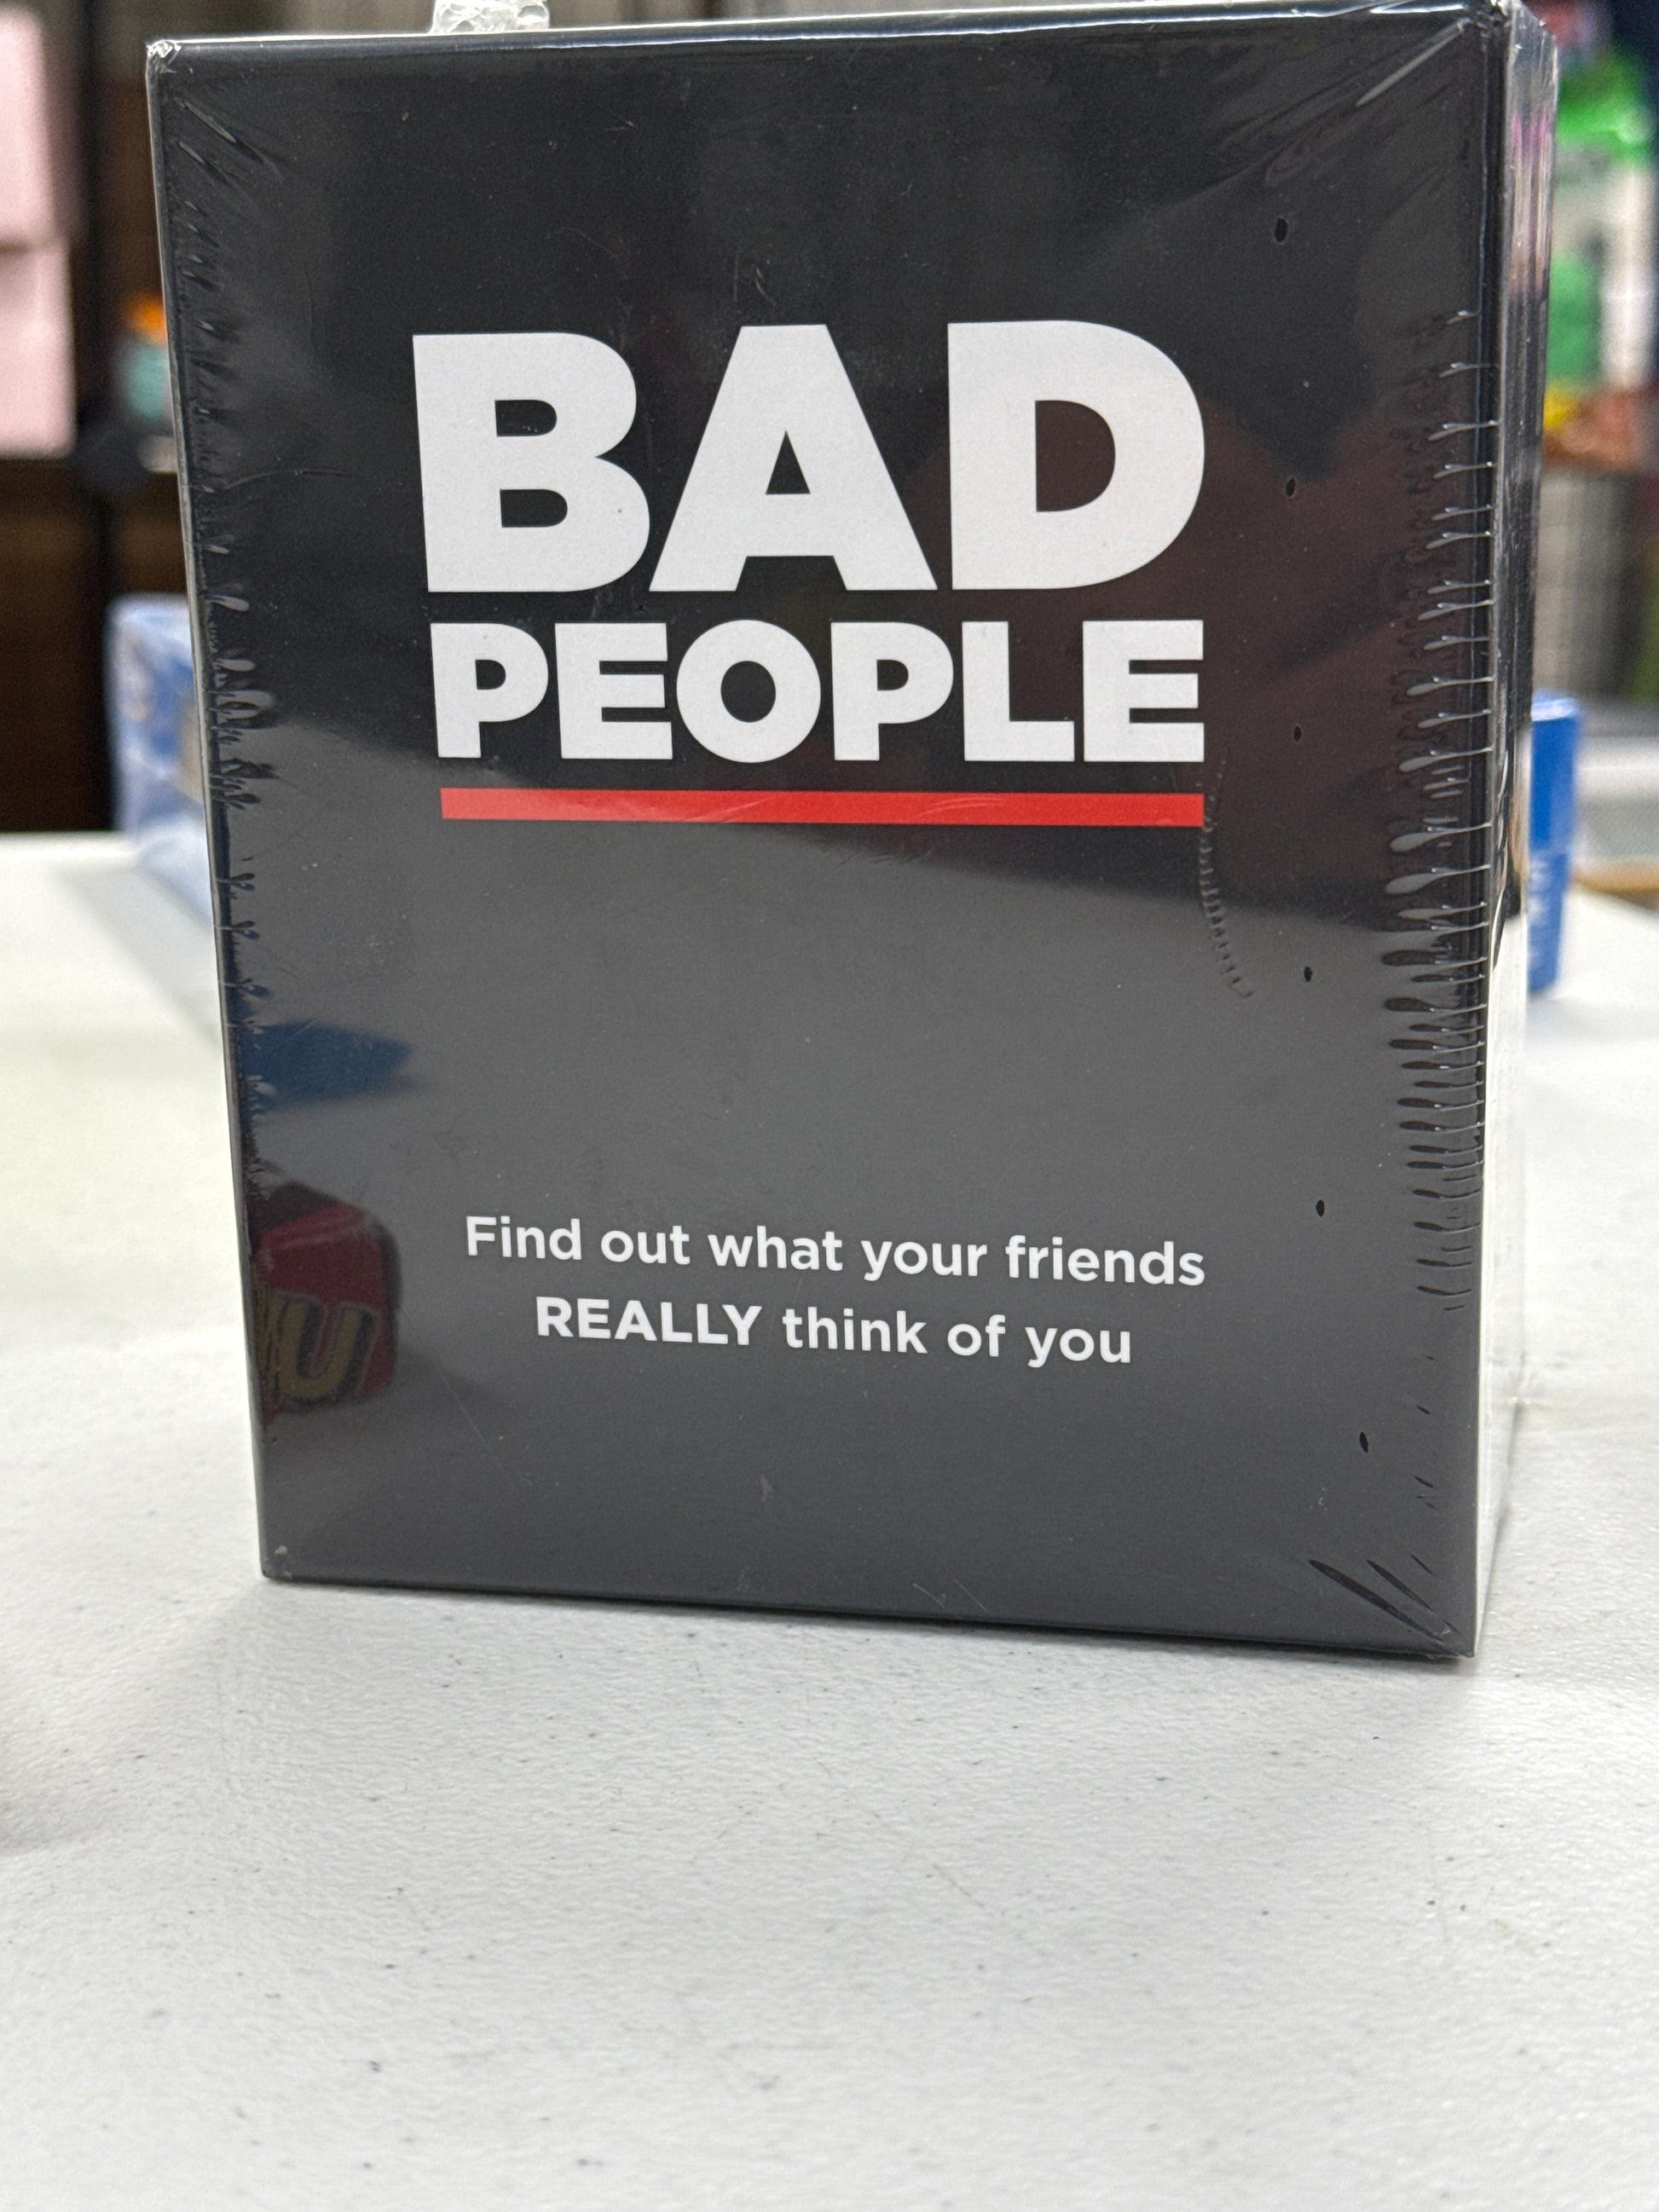 BAD
PEOPLE
Find out what your friends
REALLY think of you